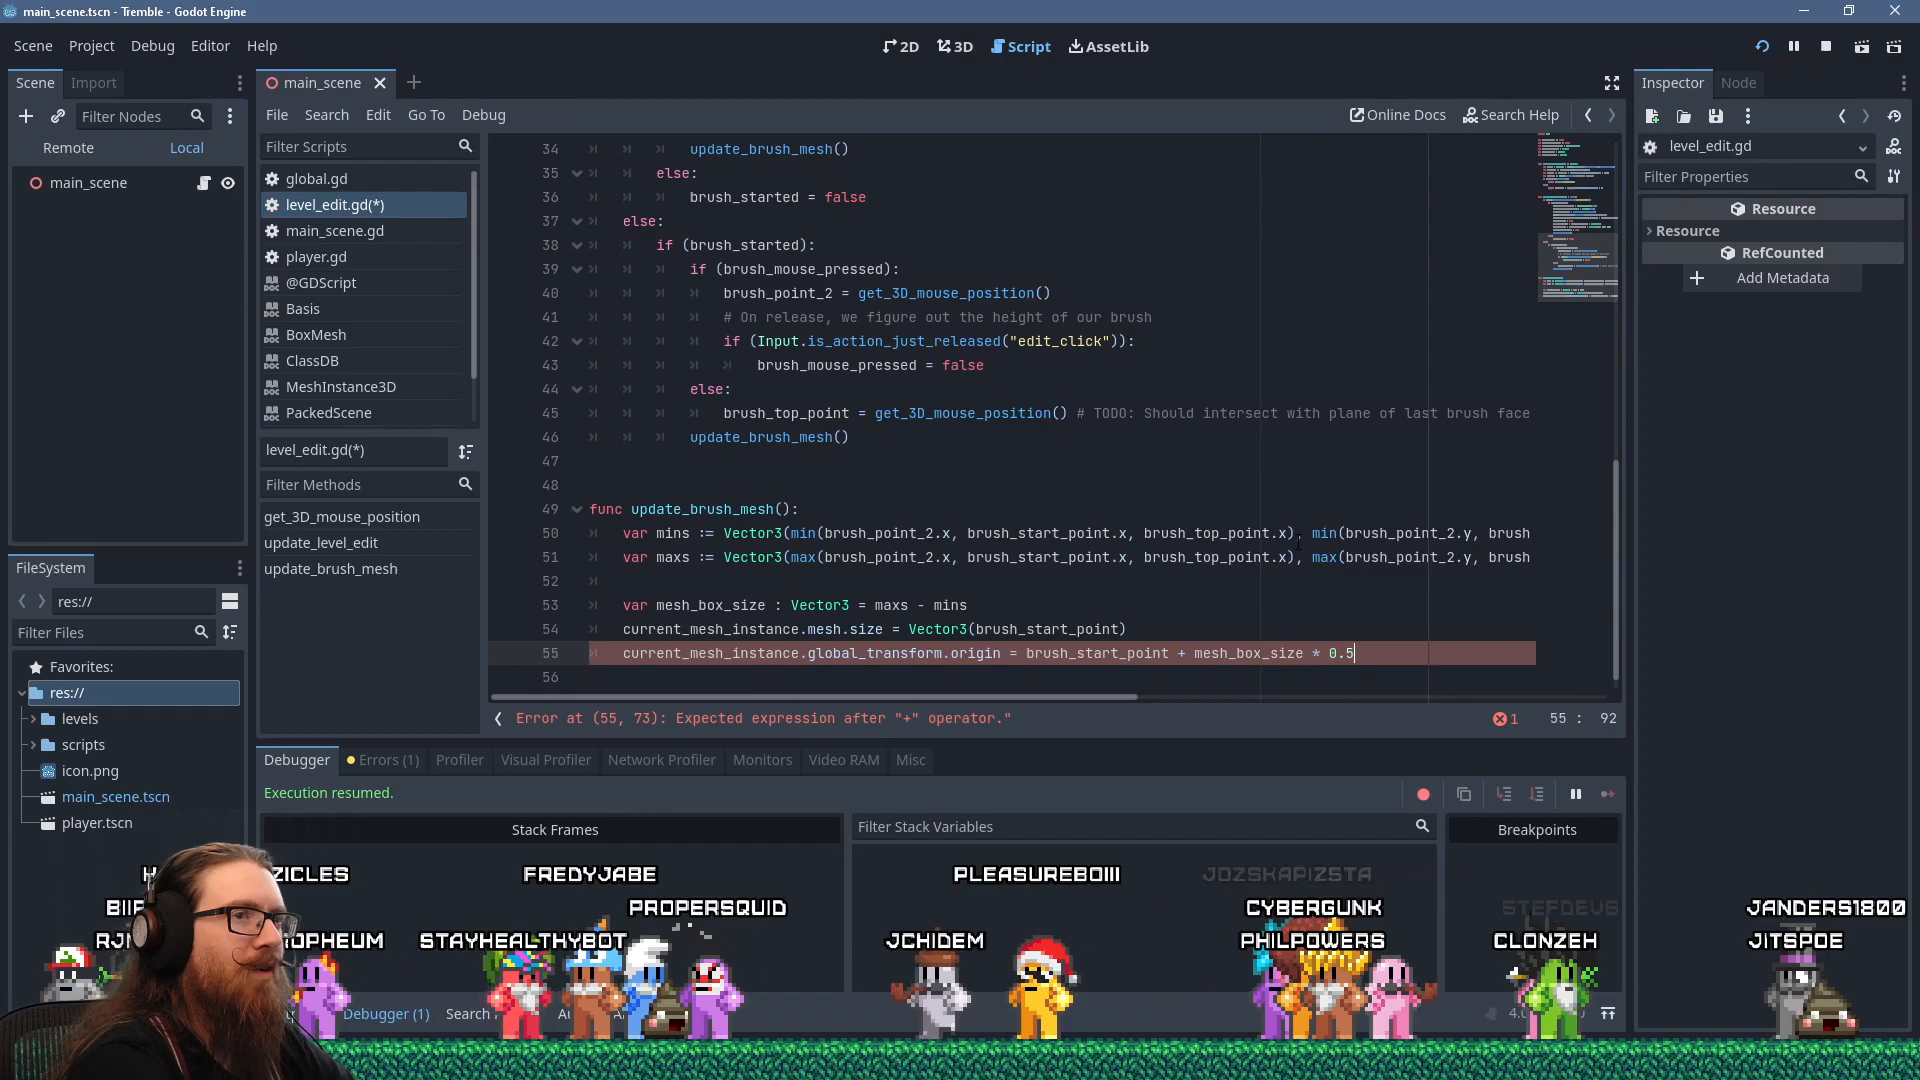 main_scene.tscn - Tremble - Godot Engine
Scene Project Debug Editor Help
2D 3D Script AssetLib
Scene Import
main_scene
Inspector Node
Filter Nodes
File Search Edit Go To Debug
Online Docs Search Help
Remote Local
Filter Scripts
level_edit.gd
Filter Properties
main_scene
global.gd
level_edit.gd(*)
main_scene.gd
player.gd
@GDScript
Basis
BoxMesh
ClassDB
MeshInstance3D
PackedScene
level_edit.gd(*)
Filter Methods
get_3D_mouse_position
update_level_edit
update_brush_mesh
34 update_brush_mesh()
35 else:
36 brush_started = false
37 else:
38 if (brush_started):
39 if (brush_mouse_pressed):
40 brush_point_2 = get_3D_mouse_position()
41 # On release, we figure out the height of our brush
42 if (Input.is_action_just_released("edit_click")):
43 brush_mouse_pressed = false
44 else:
45 brush_top_point = get_3D_mouse_position() # TODO: Should intersect with plane of last brush face
46 update_brush_mesh()
47
48
49 func update_brush_mesh():
50 var mins := Vector3(min(brush_point_2.x, brush_start_point.x, brush_top_point.x), min(brush_point_2.y, brush
51 var maxs := Vector3(max(brush_point_2.x, brush_start_point.x, brush_top_point.x), max(brush_point_2.y, brush
52
53 var mesh_box_size : Vector3 = maxs - mins
54 current_mesh_instance.mesh.size = Vector3(brush_start_point)
55 current_mesh_instance.global_transform.origin = brush_start_point + mesh_box_size * 0.5
56
Error at (55, 73): Expected expression after "+" operator."
1 55 : 92
Resource
Resource
RefCounted
Add Metadata
FileSystem
res://
Filter Files
Favorites:
res://
levels
scripts
icon.png
main_scene.tscn
player.tscn
Debugger Errors (1) Profiler Visual Profiler Network Profiler Monitors Video RAM Misc
Execution resumed.
Stack Frames
Filter Stack Variables
Breakpoints
ZICLES FREDYJABE PLEASUREBOIII JOZSKAPIZSTA
PROPERSQUID CYBERGUNK STEFDEVS JANDERS1800
OPHEUM STAYHEALTHYBOT JCHIDEM PHILPOWERS CLONZEH JITSPOE
Debugger (1) Search